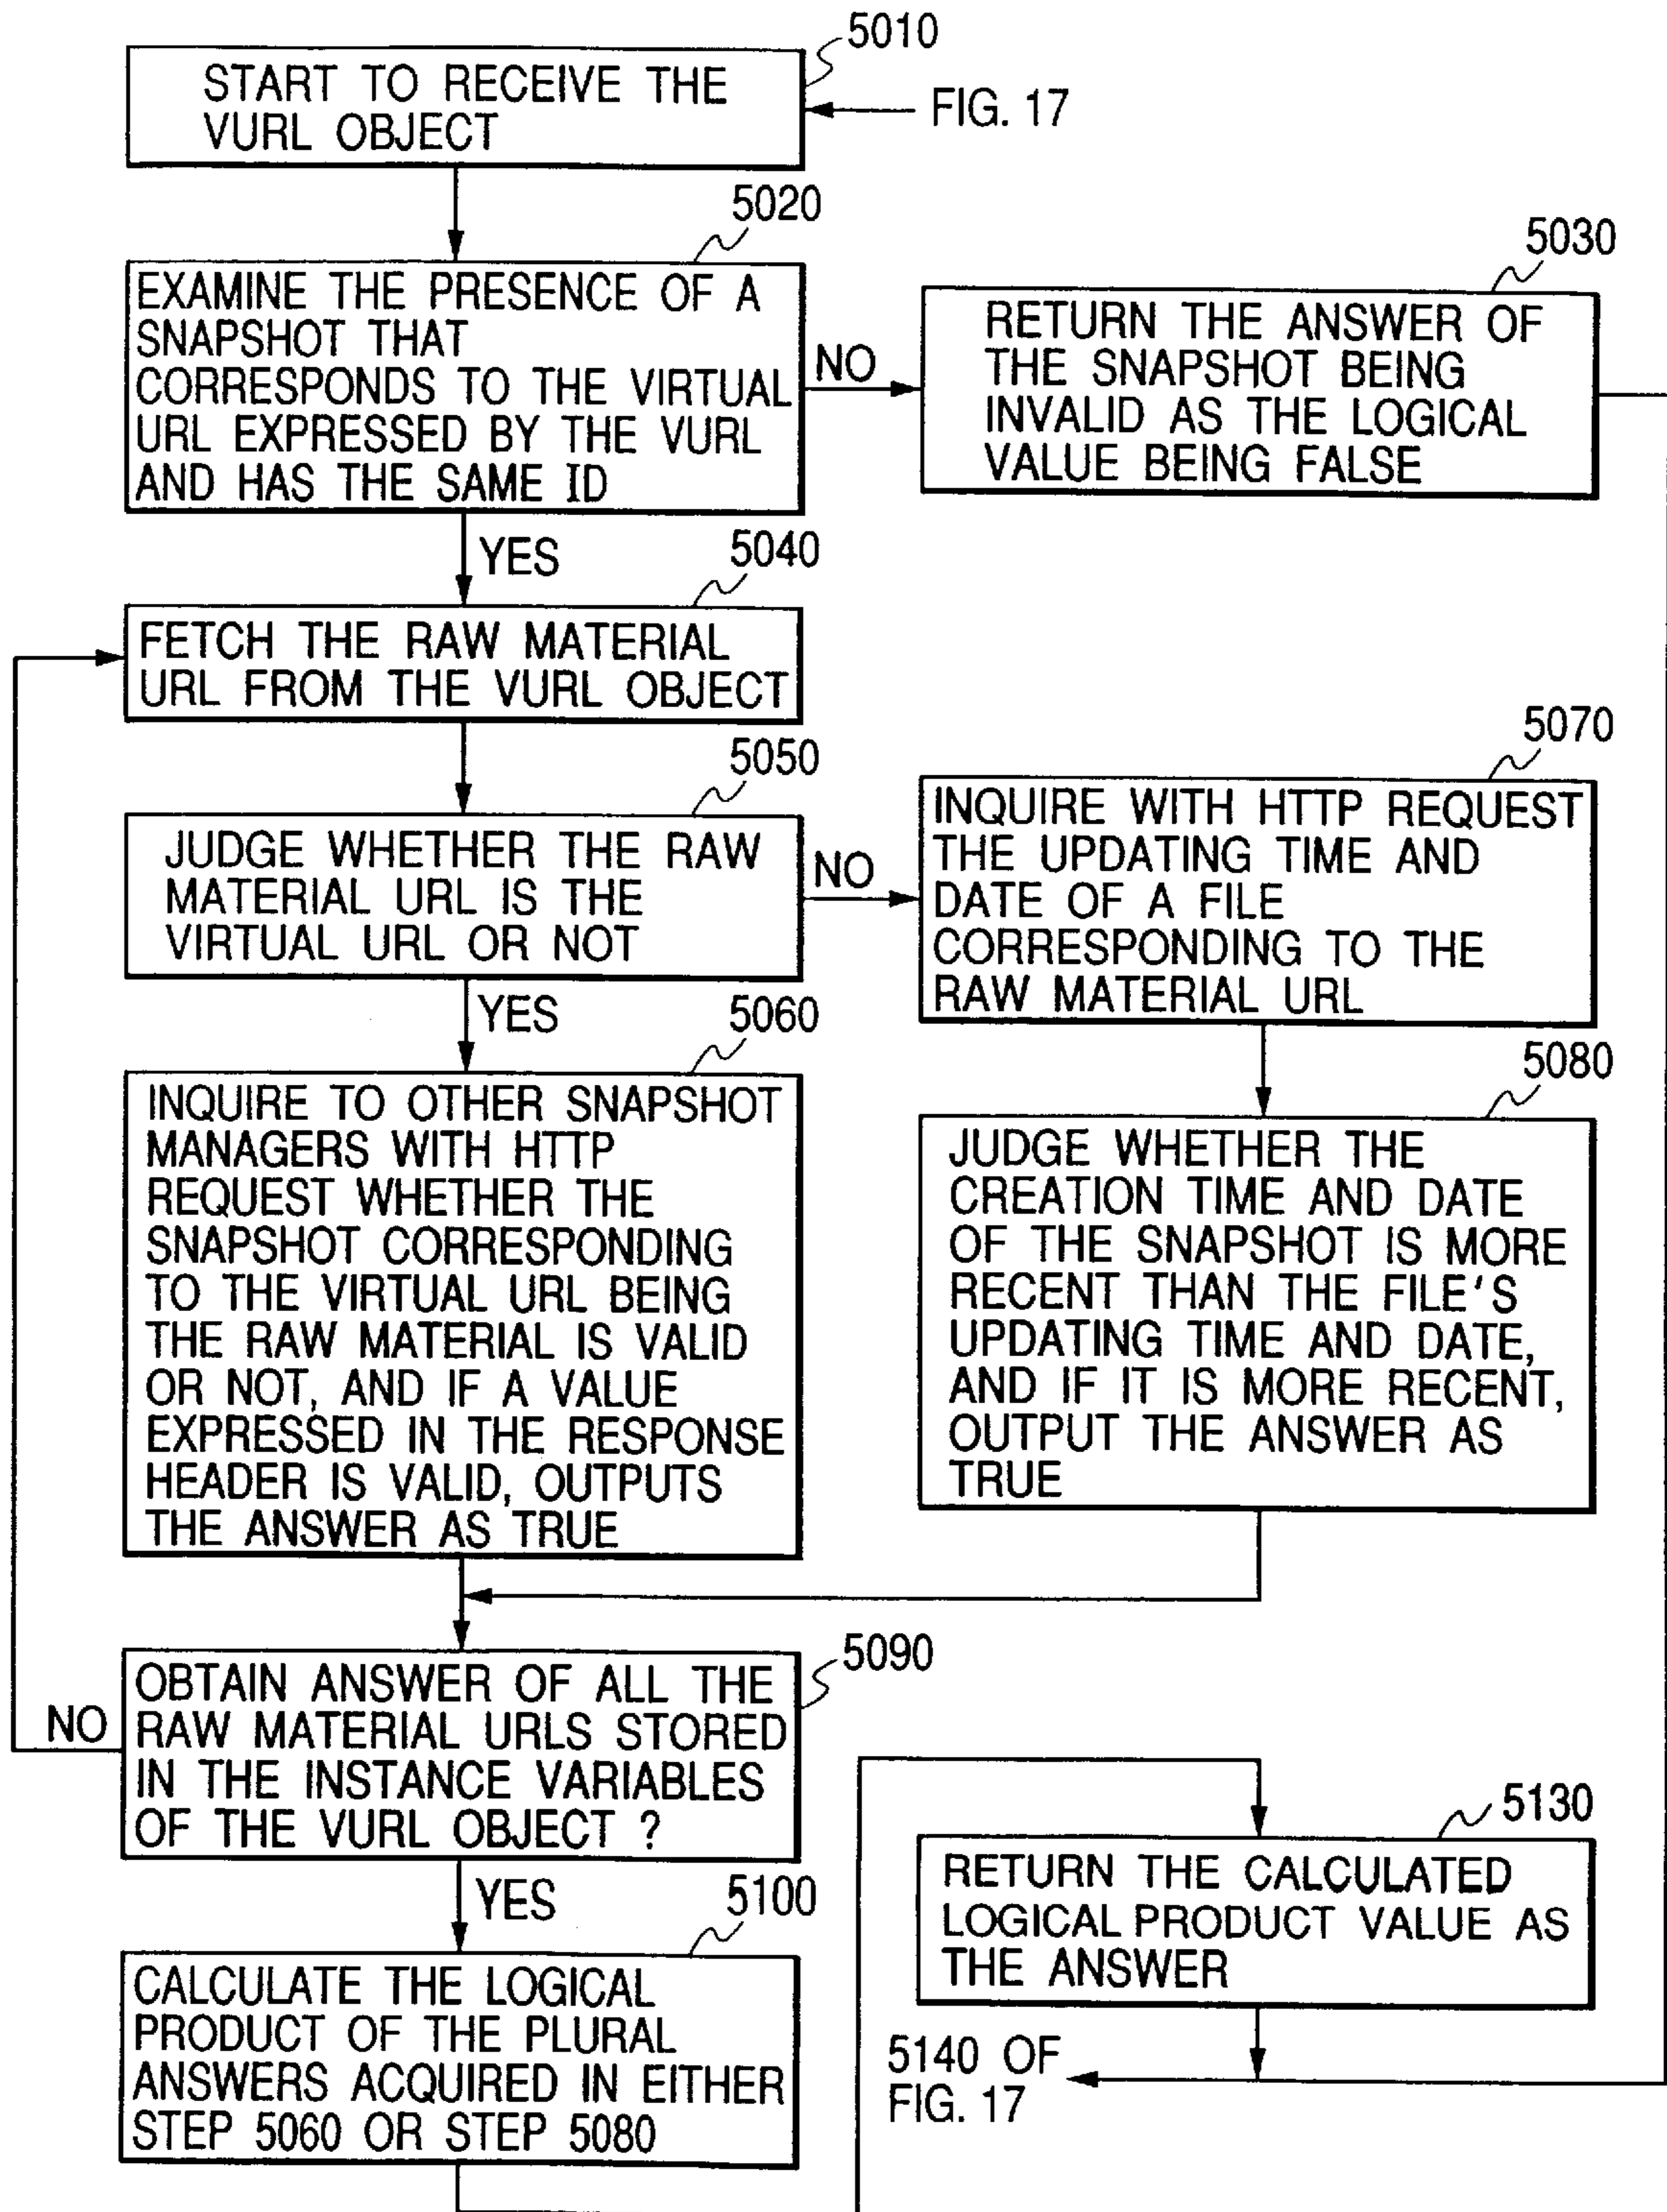 5010
START TO RECEIVE THE
VURL OBJECT
FIG. 17
5020
EXAMINE THE PRESENCE OF A
SNAPSHOT THAT
CORRESPONDS TO THE VIRTUAL
URL EXPRESSED BY THE VURL
AND HAS THE SAME ID
NO
5030
RETURN THE ANSWER OF
THE SNAPSHOT BEING
INVALID AS THE LOGICAL
VALUE BEING FALSE
YES
5040
FETCH THE RAW MATERIAL
URL FROM THE VURL OBJECT
5050
JUDGE WHETHER THE RAW
MATERIAL URL IS THE
VIRTUAL URL OR NOT
NO
5070
INQUIRE WITH HTTP REQUEST
THE UPDATING TIME AND
DATE OF A FILE
CORRESPONDING TO THE
RAW MATERIAL URL
YES
5060
INQUIRE TO OTHER SNAPSHOT
MANAGERS WITH HTTP
REQUEST WHETHER THE
SNAPSHOT CORRESPONDING
TO THE VIRTUAL URL BEING
THE RAW MATERIAL IS VALID
OR NOT, AND IF A VALUE
EXPRESSED IN THE RESPONSE
HEADER IS VALID, OUTPUTS
THE ANSWER AS TRUE
5080
JUDGE WHETHER THE
CREATION TIME AND DATE
OF THE SNAPSHOT IS MORE
RECENT THAN THE FILE'S
UPDATING TIME AND DATE,
AND IF IT IS MORE RECENT,
OUTPUT THE ANSWER AS
TRUE
5090
OBTAIN ANSWER OF ALL THE
RAW MATERIAL URLS STORED
IN THE INSTANCE VARIABLES
OF THE VURL OBJECT ?
NO
YES
5100
CALCULATE THE LOGICAL
PRODUCT OF THE PLURAL
ANSWERS ACQUIRED IN EITHER
STEP 5060 OR STEP 5080
5130
RETURN THE CALCULATED
LOGICAL PRODUCT VALUE AS
THE ANSWER
5140 OF
FIG. 17